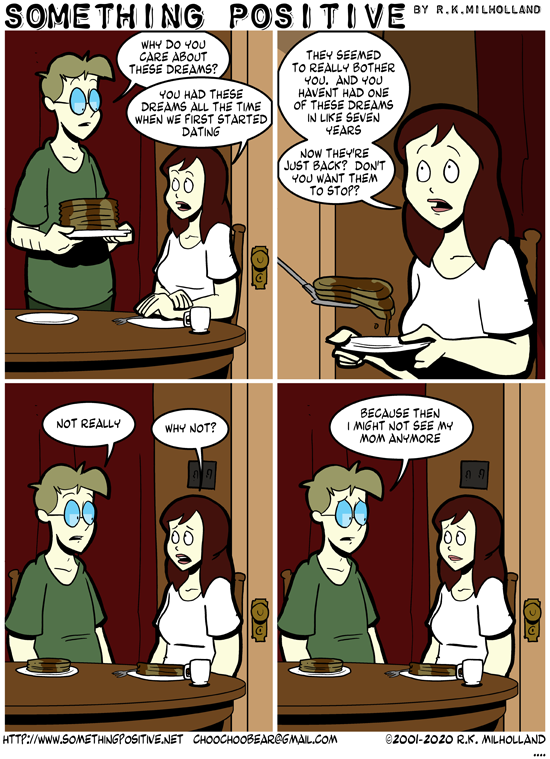 SOMETHING POSITIVE BY R.K.MILHOLLAND
WHY DO YOU
CARE ABOUT
THESE DREAMS?
YOU HAD THESE
DREAMS ALL THE TIME
WHEN WE FIRST STARTED
DATING
THEY SEEMED
TO REALLY BOTHER
YOU. AND YOU
HAVENT HAD ONE
OF THESE DREAMS
IN LIKE SEVEN
YEARS
NOW THEY'RE
JUST BACK? DON'T
YOU WANT THEM
TO STOP?
NOT REALLY
WHY NOT?
BECAUSE THEN
I MIGHT NOT SEE MY
MOM ANYMORE
HTTP://WWW.SOMETHINGPOSITIVE.NET CHOOCHOOBEAR@GMAIL.COM ©2001-2020 R.K. MILHOLLAND
....